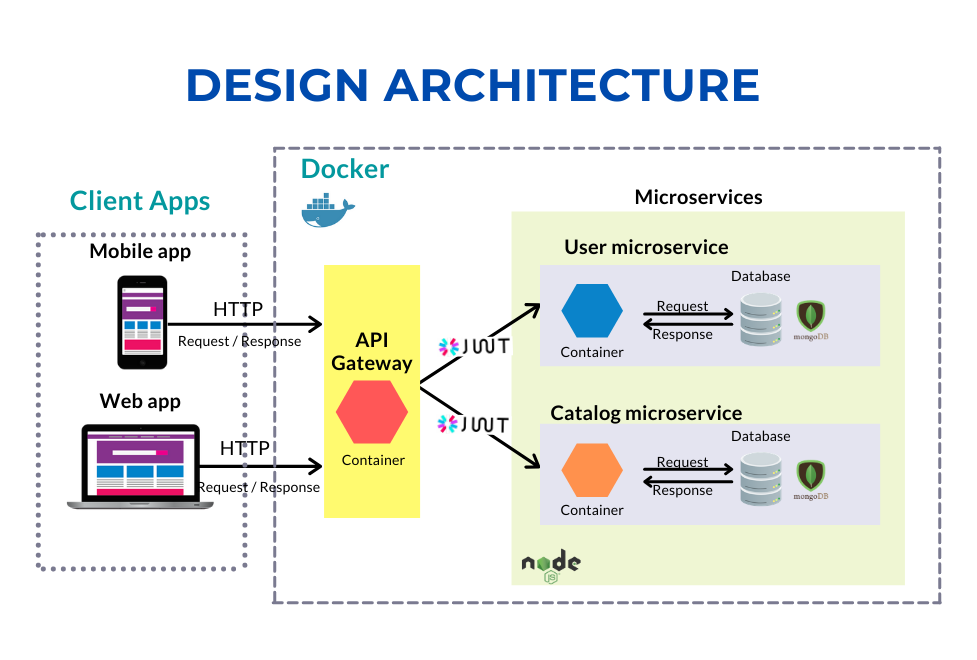 DESIGN ARCHITECTURE
Docker
Client Apps
Microservices
Mobile app
User microservice
Database
HTTP
Request
Request / Response
Response
mongoDB
API
Gateway
JWT
Container
Web app
Catalog microservice
JWT
Database
HTTP
Container
Request
Request / Response
Response
mongoDB
Container
node
JS